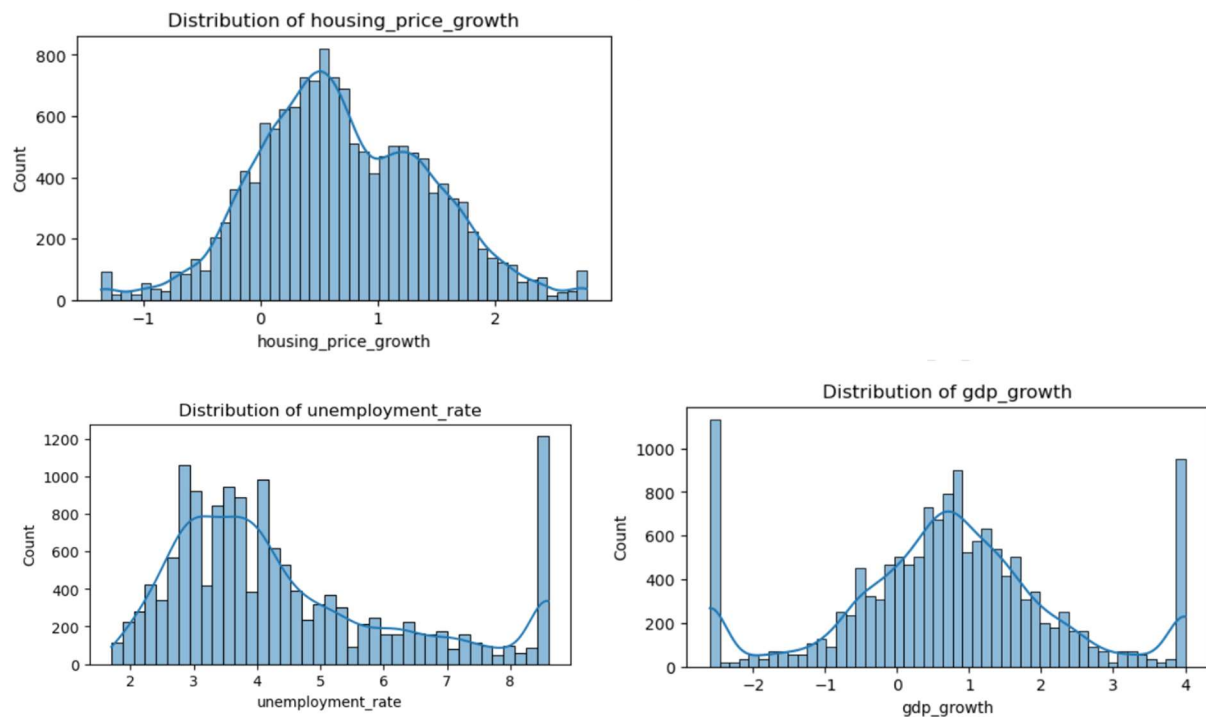 Distribution of housing_price_growth
800
600
400
200
0
Count
−1 0 1 2
housing_price_growth
Distribution of unemployment_rate
1200
1000
800
600
400
200
0
Count
2 3 4 5 6 7 8
unemployment_rate
Distribution of gdp_growth
1000
800
600
400
200
0
Count
−2 −1 0 1 2 3 4
gdp_growth